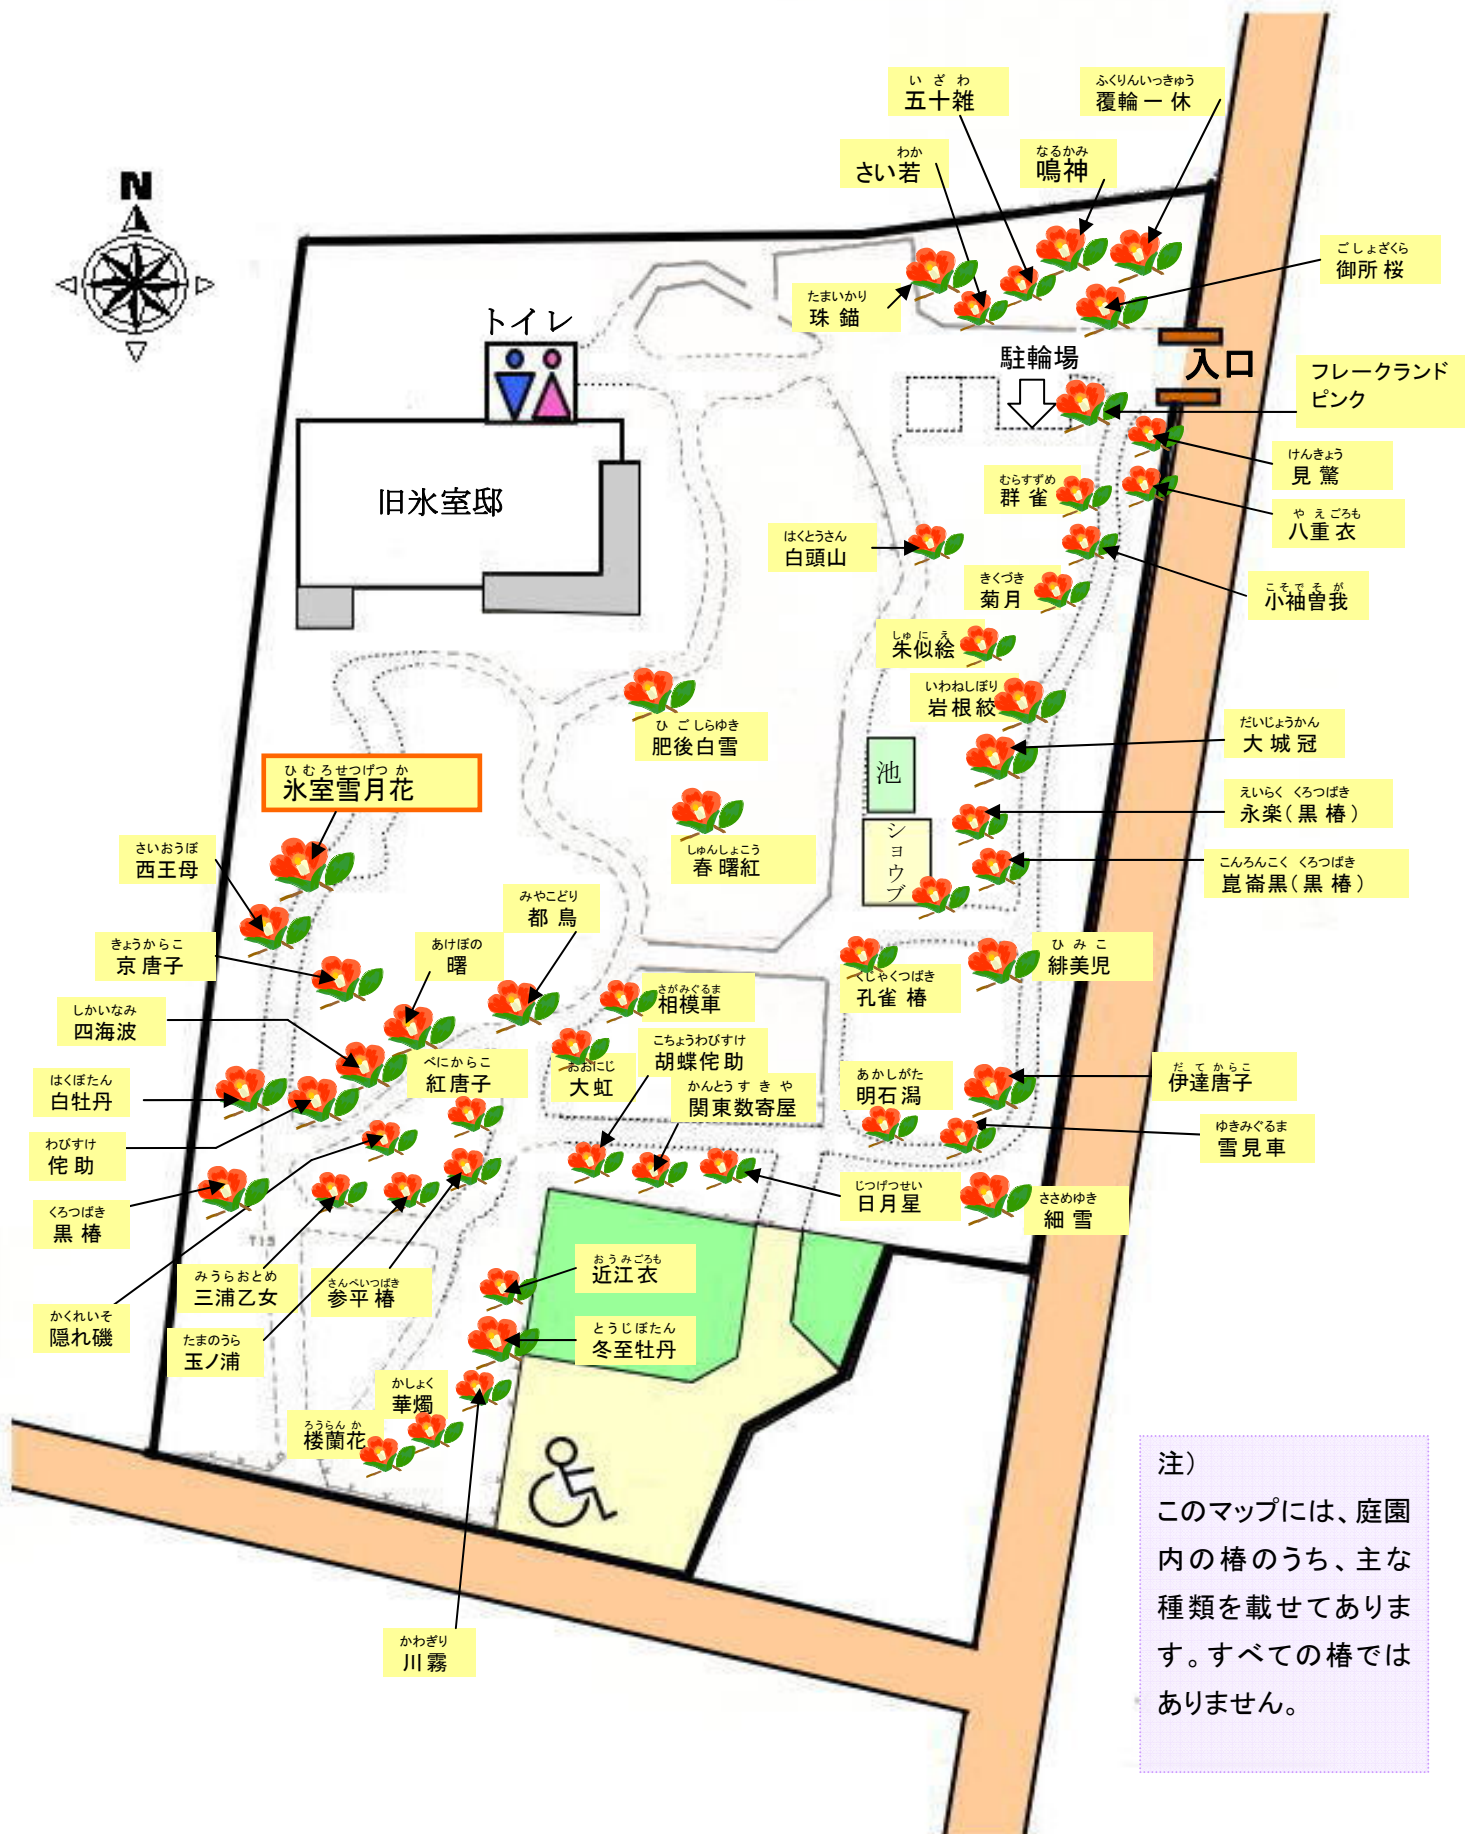 いざわ
五十雑
ふくりんいっきゅう
覆輪一休
わか
さい若
なるかみ
鳴神
N
ごしょざくら
御所桜
たまいかり
珠錨
トイレ
駐輪場
入口
フレークランド
ピンク
けんきょう
見驚
旧氷室邸
むらすずめ
群雀
やえごろも
八重衣
はくとうさん
白頭山
きくづき
菊月
こそでそが
小袖曽我
しゅにえ
朱似絵
いわねしぼり
岩根絞
ひごしらゆき
肥後白雪
だいじょうかん
大城冠
池
ひむろせつげつか
氷室雪月花
えいらく くろつばき
永楽(黒椿)
ショウブ
さいおうぼ
西王母
しゅんしょこう
春曙紅
こんろんこく くろつばき
崑崙黒(黒椿)
みやこどり
都鳥
きょうからこ
京唐子
あけぼの
曙
ひみこ
緋美児
くじゃくつばき
孔雀椿
さがみぐるま
相模車
しかいなみ
四海波
こちょうわびすけ
胡蝶侘助
べにからこ
紅唐子
おおにじ
大虹
はくぼたん
白牡丹
かんとうすきや
関東数寄屋
あかしがた
明石潟
だてからこ
伊達唐子
わびすけ
侘助
ゆきみぐるま
雪見車
くろつばき
黒椿
じつげつせい
日月星
ささめゆき
細雪
T15
みうらおとめ
三浦乙女
さんぺいつばき
参平椿
おうみごろも
近江衣
かくれいそ
隠れ磯
たまのうら
玉ノ浦
とうじぼたん
冬至牡丹
かしょく
華燭
ろうらんか
楼蘭花
かわぎり
川霧
注）
このマップには、庭園
内の椿のうち、主な
種類を載せてありま
す。すべての椿では
ありません。